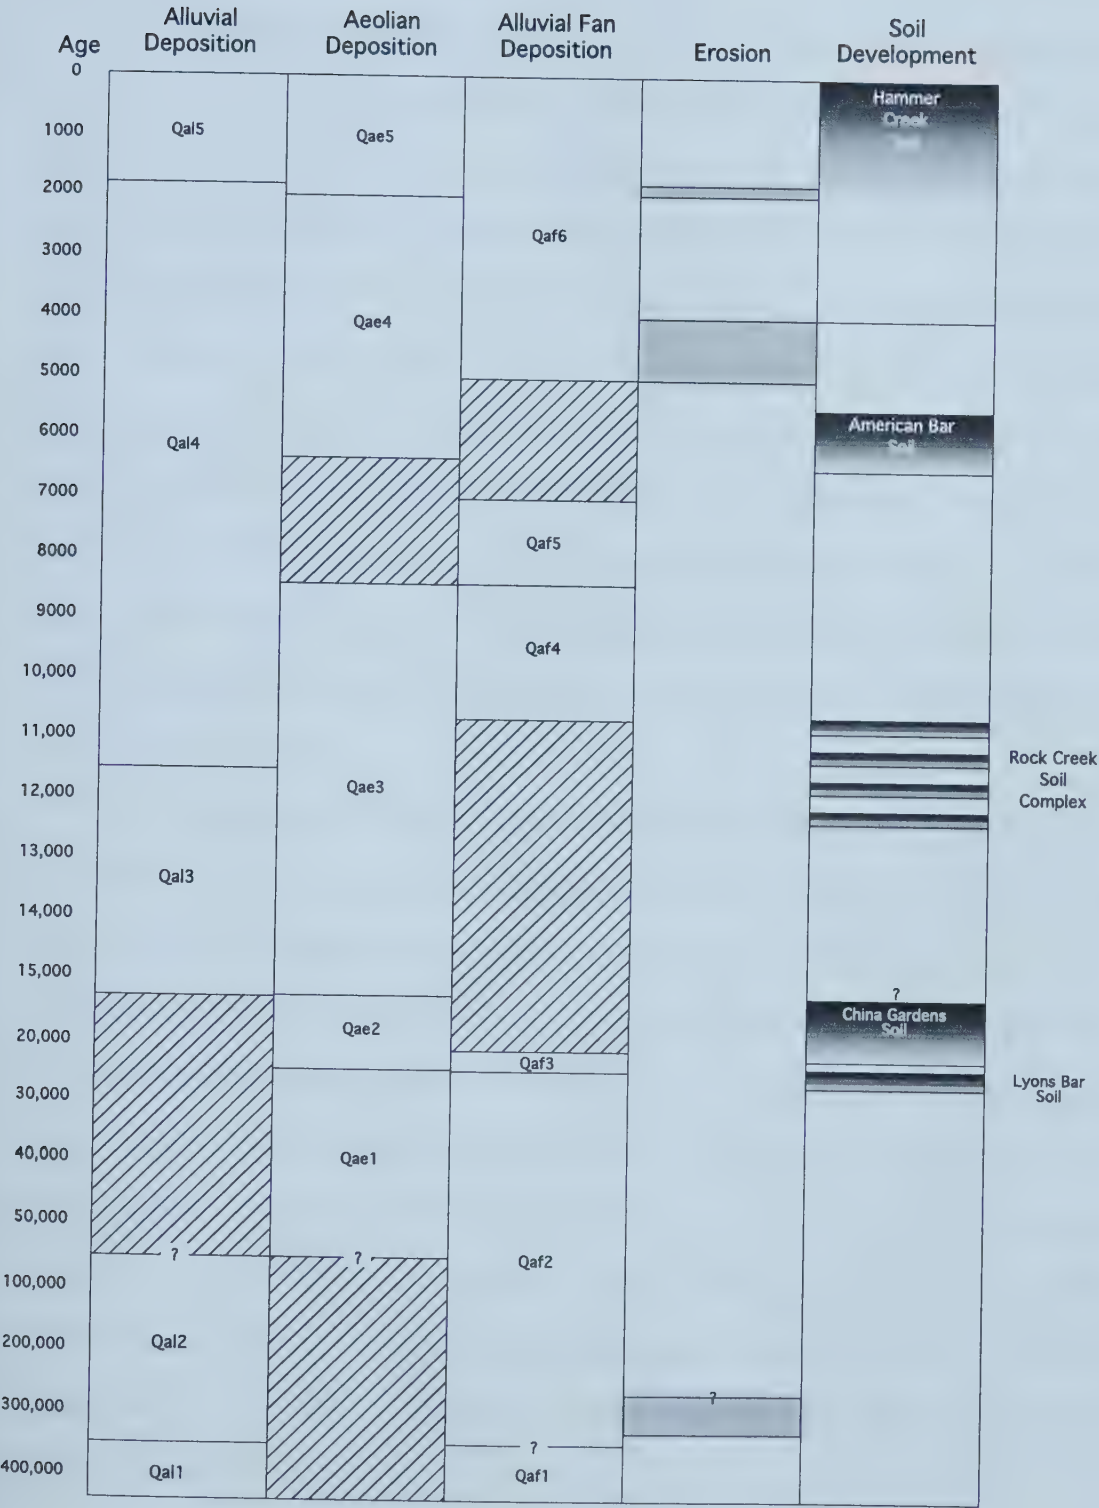 Alluvial
Deposition
Aeolian
Deposition
Alluvial Fan
Deposition
Erosion
Soil
Development
Age
0
1000
2000
3000
4000
5000
6000
7000
8000
9000
10,000
11,000
12,000
13,000
14,000
15,000
20,000
30,000
40,000
50,000
100,000
200,000
300,000
400,000
Qal5
Qal4
Qal3
?
Qal2
Qal1
Qae5
Qae4
Qae3
Qae2
Qae1
?
Qaf6
Qaf5
Qaf4
Qaf3
Qaf2
?
Qaf1
?
Hammer
Creek
Soil
American Bar
Soil
Rock Creek
Soil
Complex
?
China Gardens
Soil
Lyons Bar
Soil